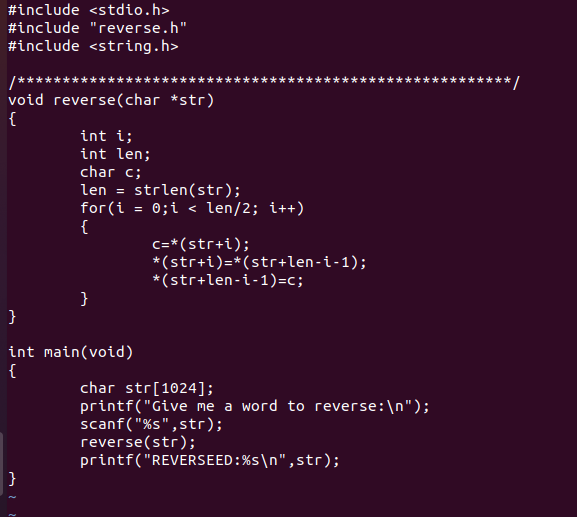 #include <stdio.h>
#include "reverse.h"
#include <string.h>

/*******************************************************/
void reverse(char *str)
{
        int i;
        int len;
        char c;
        len = strlen(str);
        for(i = 0;i < len/2; i++)
        {
                c=*(str+i);
                *(str+i)=*(str+len-i-1);
                *(str+len-i-1)=c;
        }
}

int main(void)
{
        char str[1024];
        printf("Give me a word to reverse:\n");
        scanf("%s",str);
        reverse(str);
        printf("REVERSEED:%s\n",str);
}
~
~